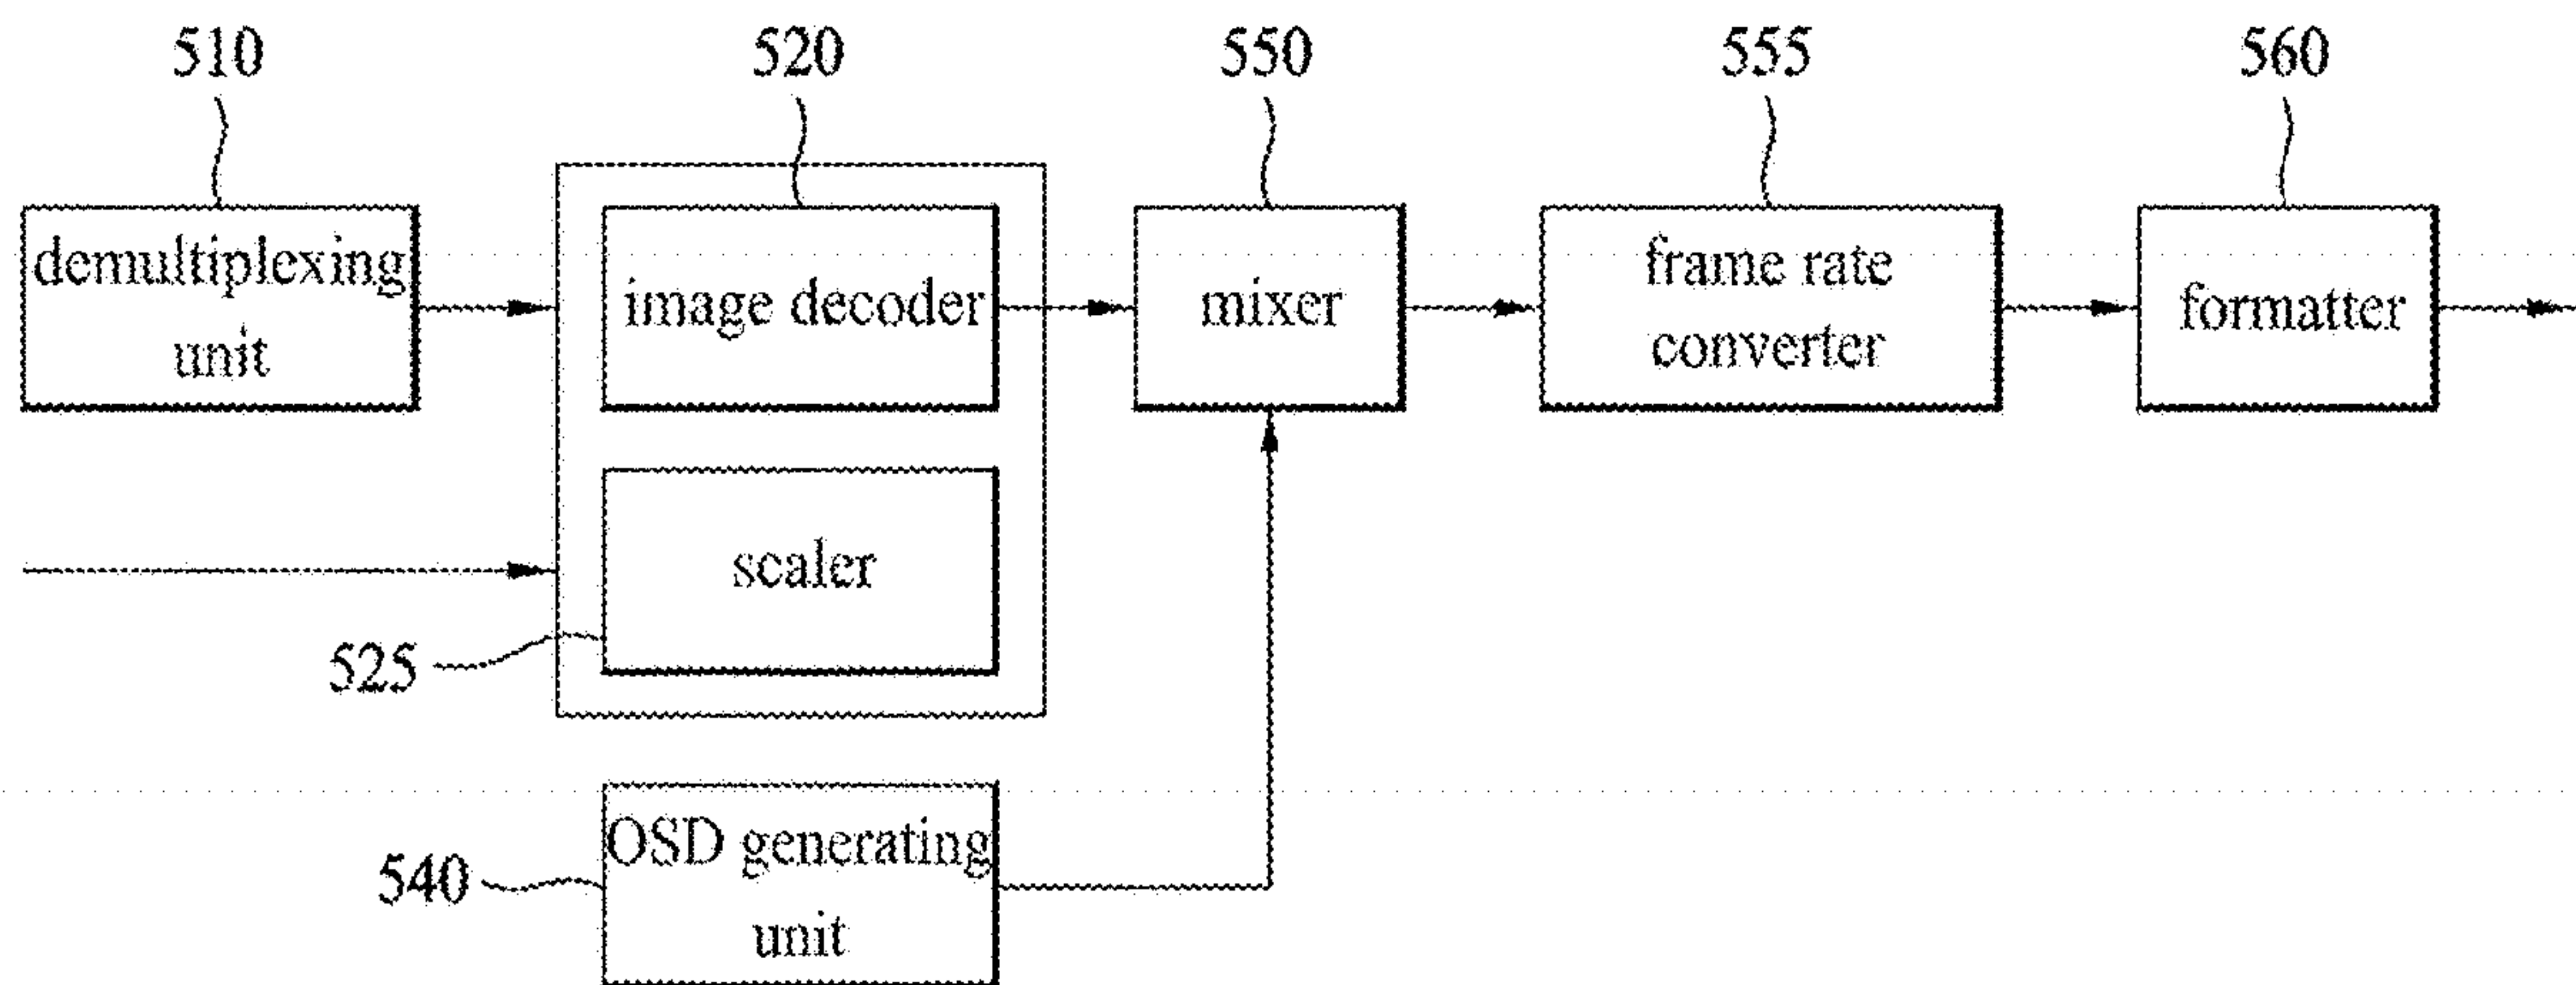 510
520
550
555
560
demultiplexing
unit
image decoder
mixer
frame rate
converter
formatter
scaler
525
OSD generating
unit
540